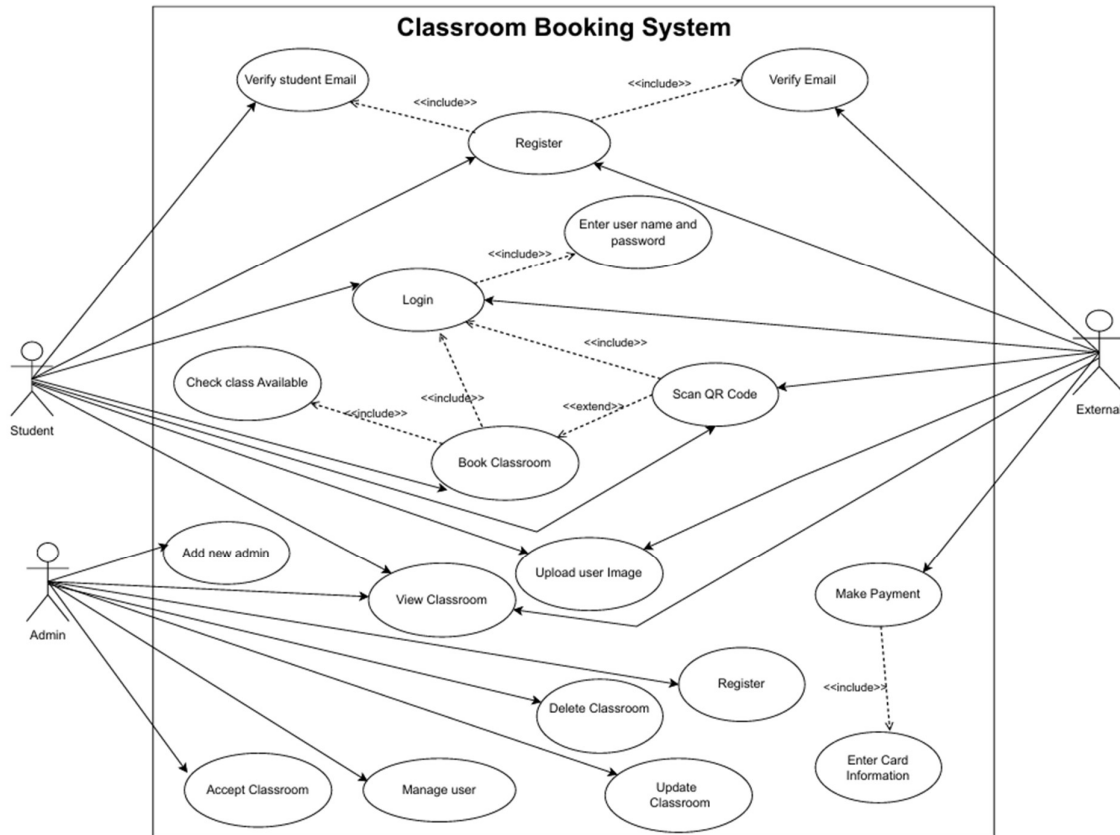 Classroom Booking System
Verify student Email
<<include>>
<<include>>
Verify Email
Register
Enter user name and
password
<<include>>
Login
<<include>>
Check class Available
<<include>>
<<include>>
<<extend>>
Scan QR Code
Student
Externa
Book Classroom
Add new admin
Upload user Image
View Classroom
Make Payment
Admin
Register
<<include>>
Delete Classroom
Accept Classroom
Manage user
Update
Classroom
Enter Card
Information